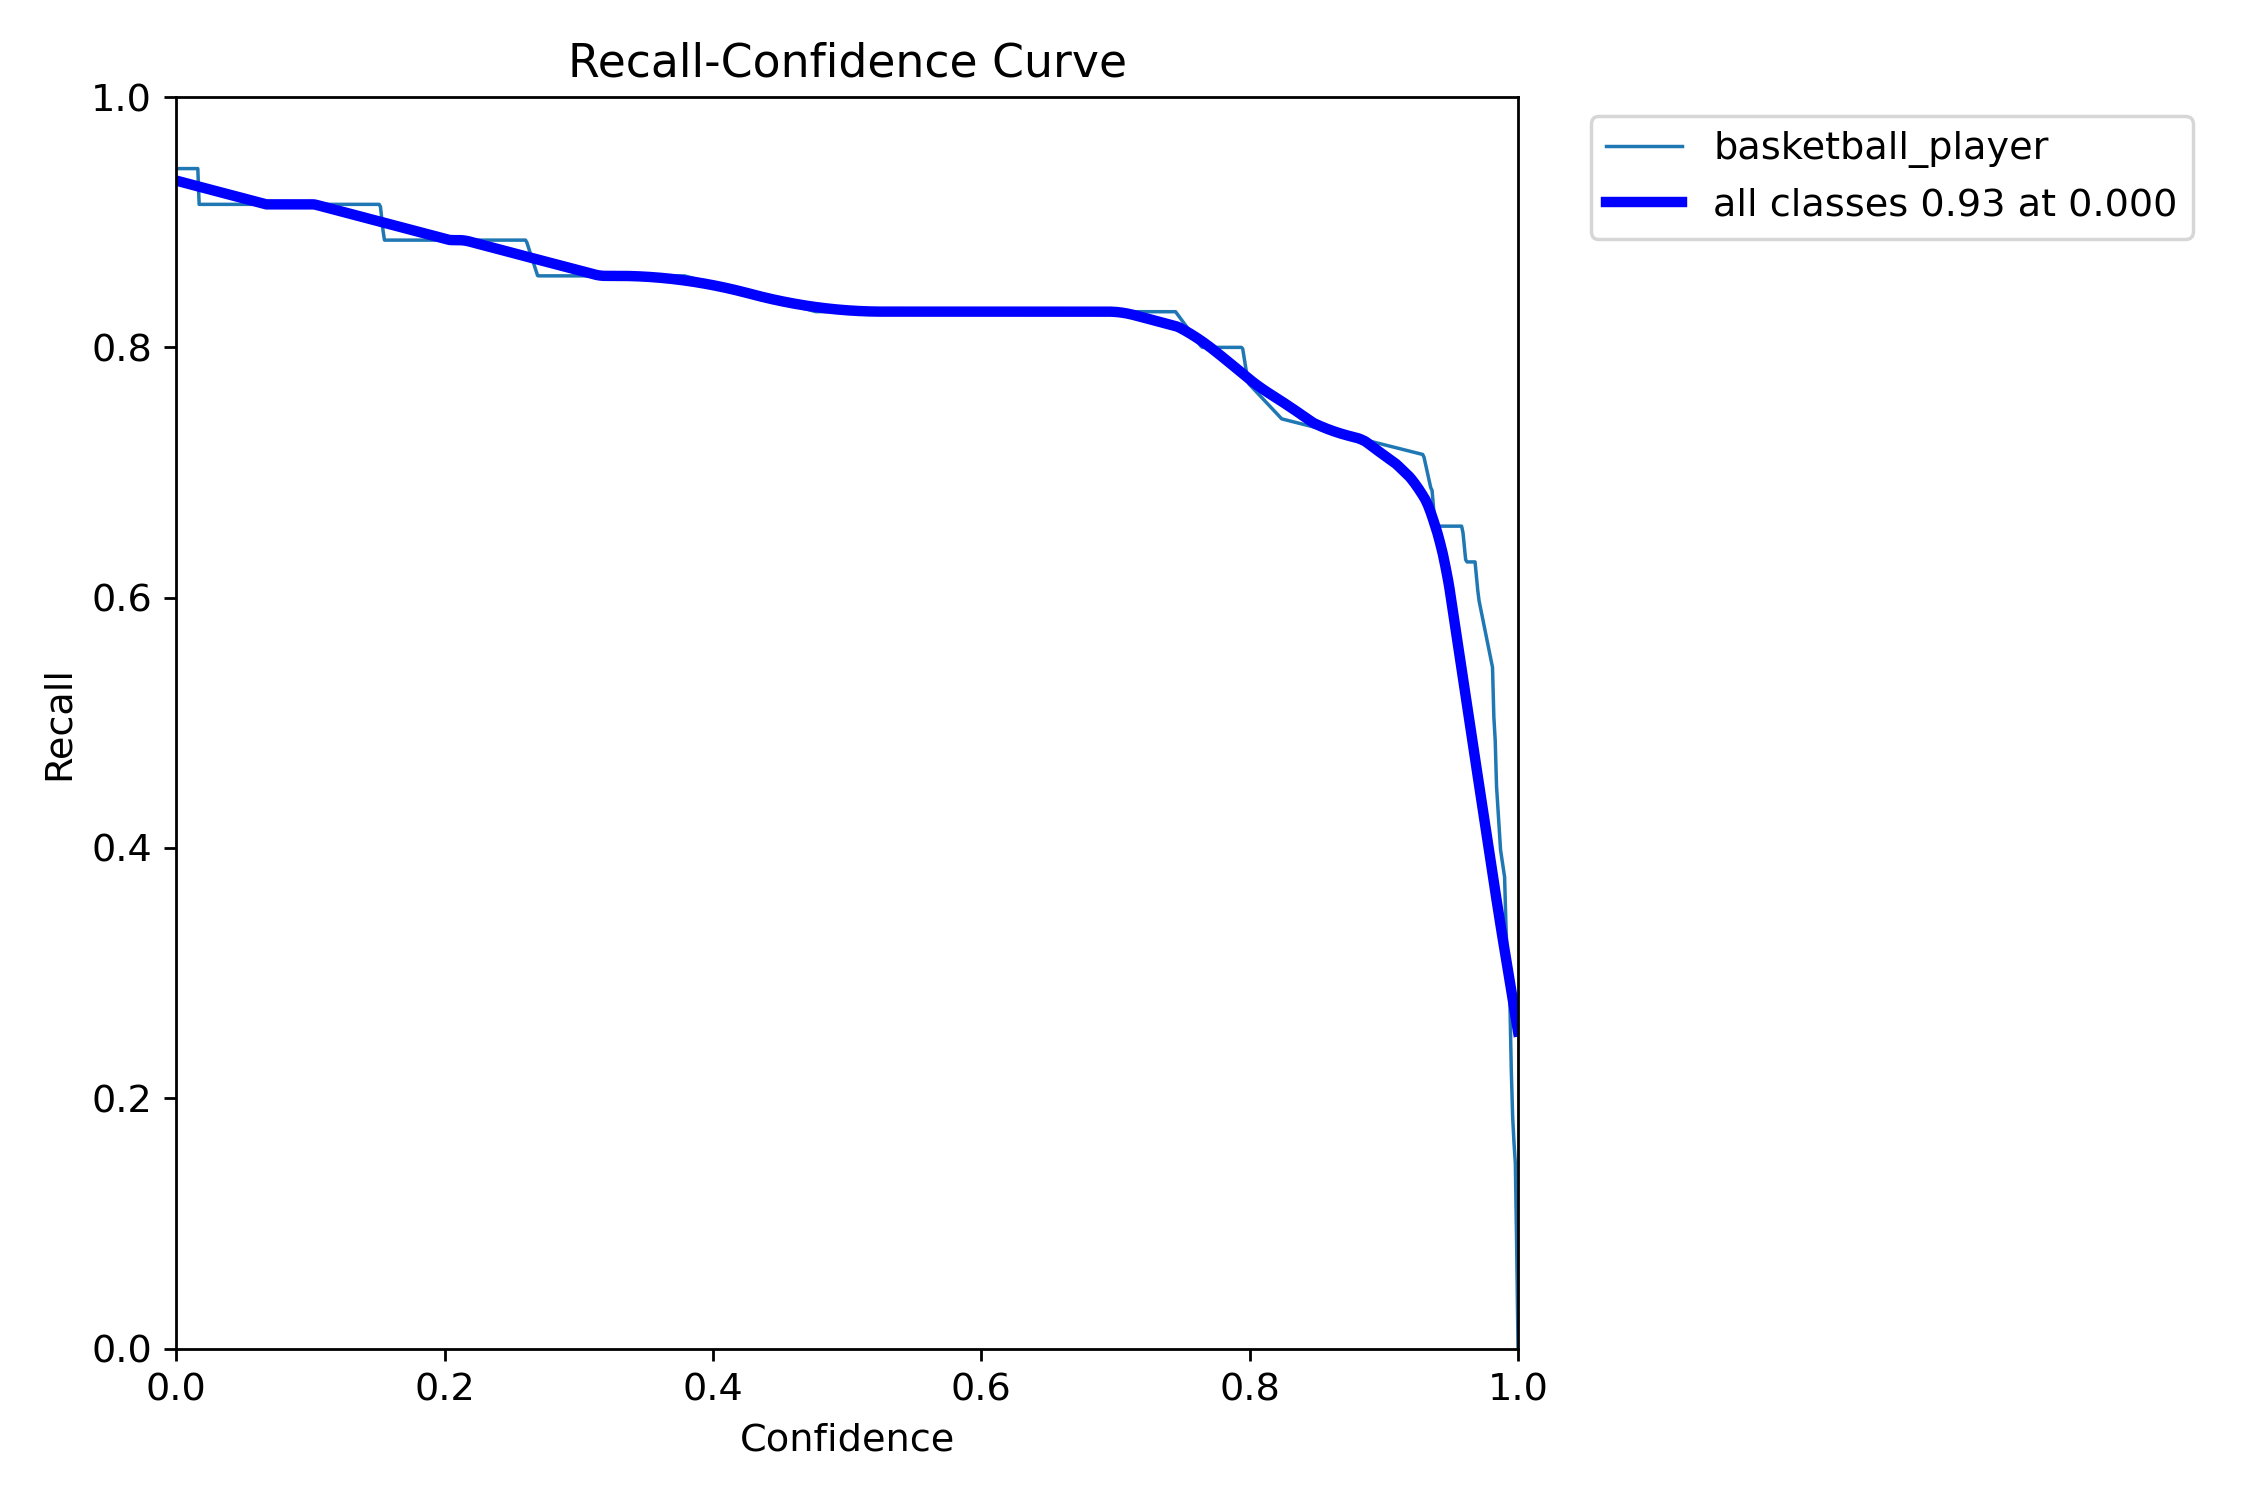 Recall-Confidence Curve
1.0
0.8
0.6
0.4
0.2
0.0
Recall
0.0 0.2 0.4 0.6 0.8 1.0
Confidence
basketball_player
all classes 0.93 at 0.000